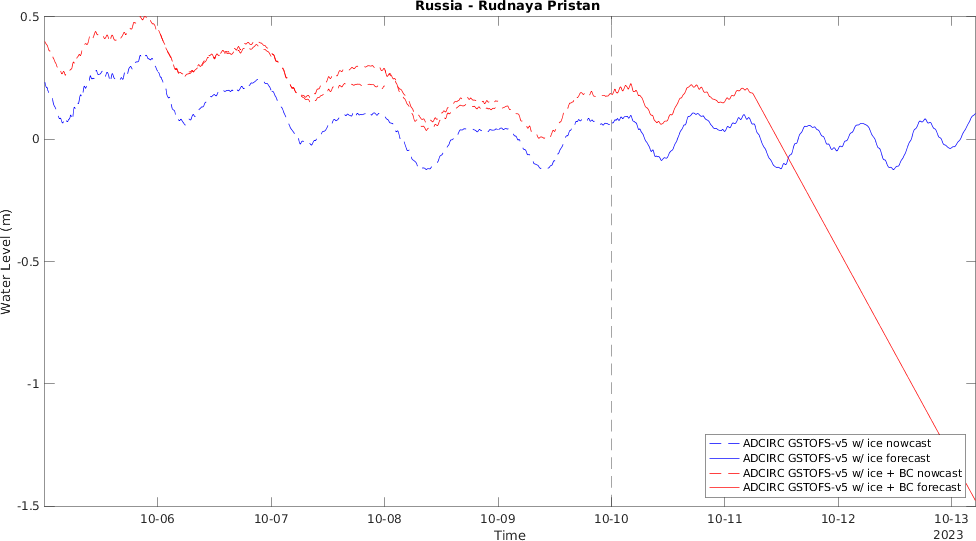 Russia - Rudnaya Pristan
0.5
0
-0.5
-1
-1.5
Water Level (m)
10-06
10-07
10-08
10-09
10-10
10-11
10-12
10-13
2023
Time
ADCIRC GSTOFS-v5 w/ ice nowcast
ADCIRC GSTOFS-v5 w/ ice forecast
ADCIRC GSTOFS-v5 w/ ice + BC nowcast
ADCIRC GSTOFS-v5 w/ ice + BC forecast